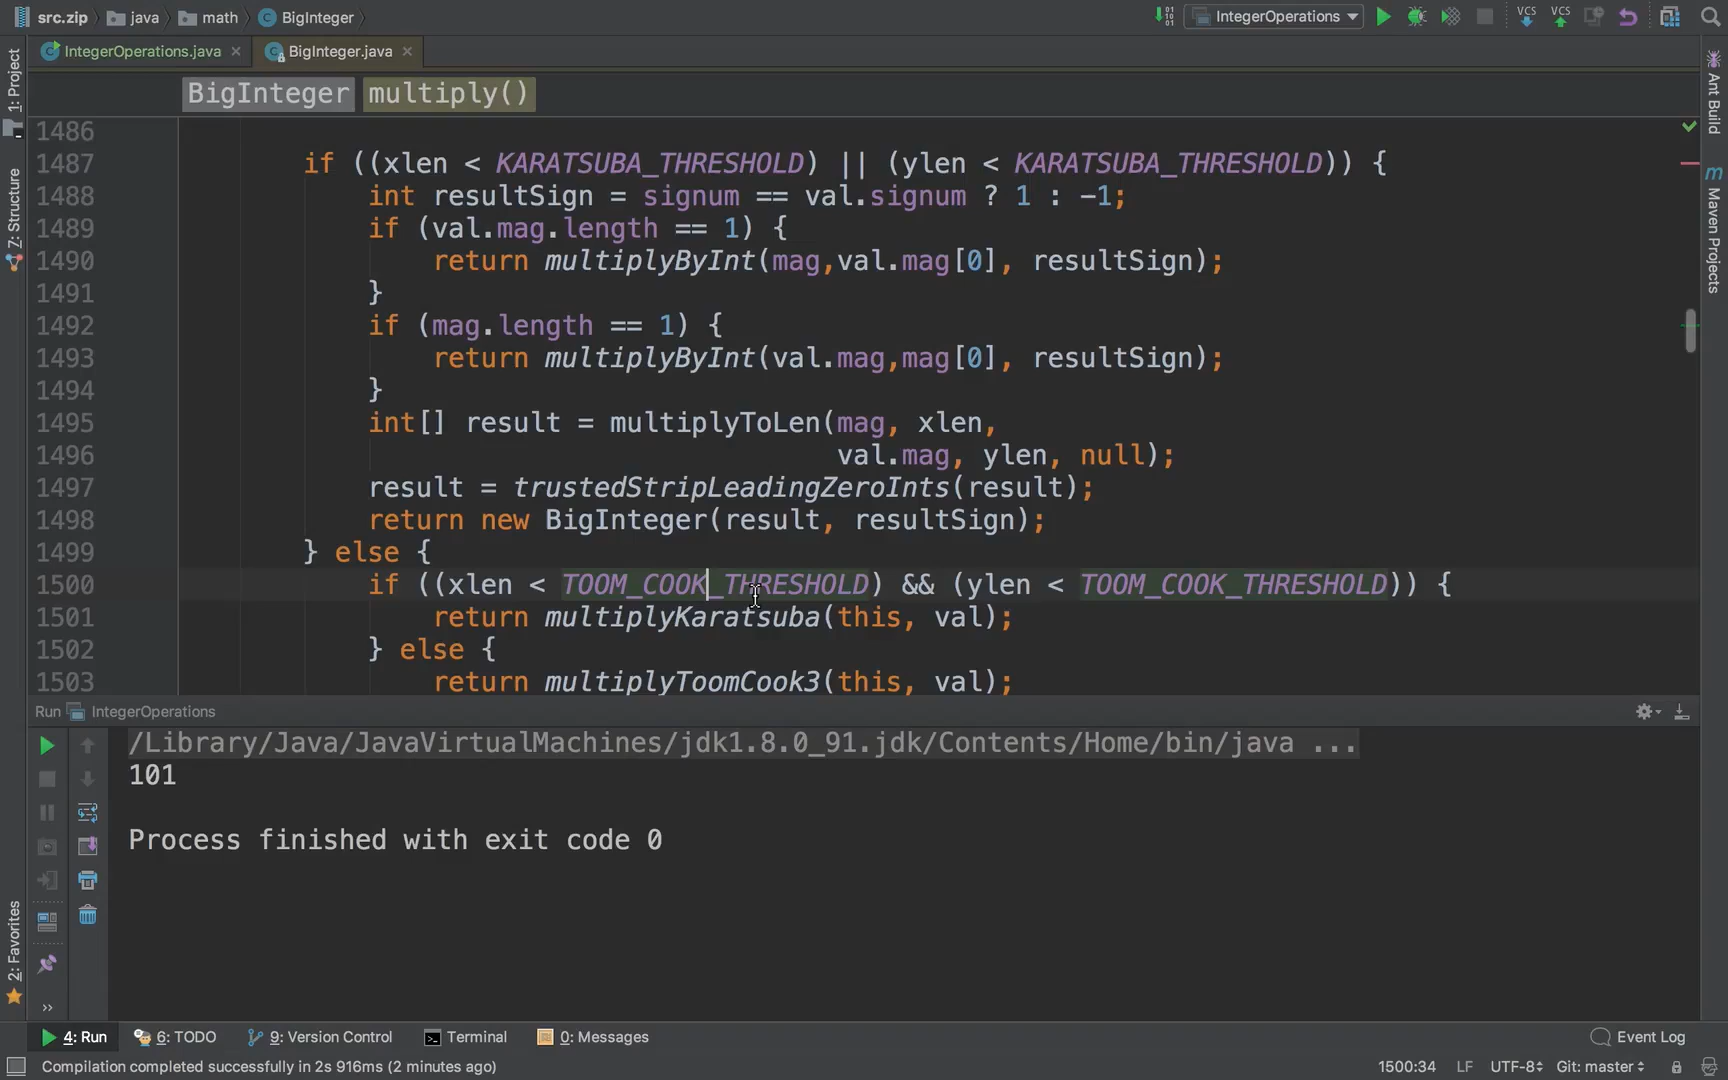 src.zip java math BigInteger IntegerOperations VCS VCS
IntegerOperations.java BigInteger.java
BigInteger multiply()
1486
1487 if ((xlen < KARATSUBA_THRESHOLD) || (ylen < KARATSUBA_THRESHOLD)) {
1488 int resultSign = signum == val.signum ? 1 : -1;
1489 if (val.mag.length == 1) {
1490 return multiplyByInt(mag,val.mag[0], resultSign);
1491 }
1492 if (mag.length == 1) {
1493 return multiplyByInt(val.mag,mag[0], resultSign);
1494 }
1495 int[] result = multiplyToLen(mag, xlen,
1496 val.mag, ylen, null);
1497 result = trustedStripLeadingZeroInts(result);
1498 return new BigInteger(result, resultSign);
1499 } else {
1500 if ((xlen < TOOM_COOK_THRESHOLD) && (ylen < TOOM_COOK_THRESHOLD)) {
1501 return multiplyKaratsuba(this, val);
1502 } else {
1503 return multiplyToomCook3(this, val);
1: Project
7: Structure
2: Favorites
Ant Build
Maven Projects
Run IntegerOperations
/Library/Java/JavaVirtualMachines/jdk1.8.0_91.jdk/Contents/Home/bin/java ...
101
Process finished with exit code 0
4: Run 6: TODO 9: Version Control Terminal 0: Messages Event Log
Compilation completed successfully in 2s 916ms (2 minutes ago) 1500:34 LF UTF-8 Git: master